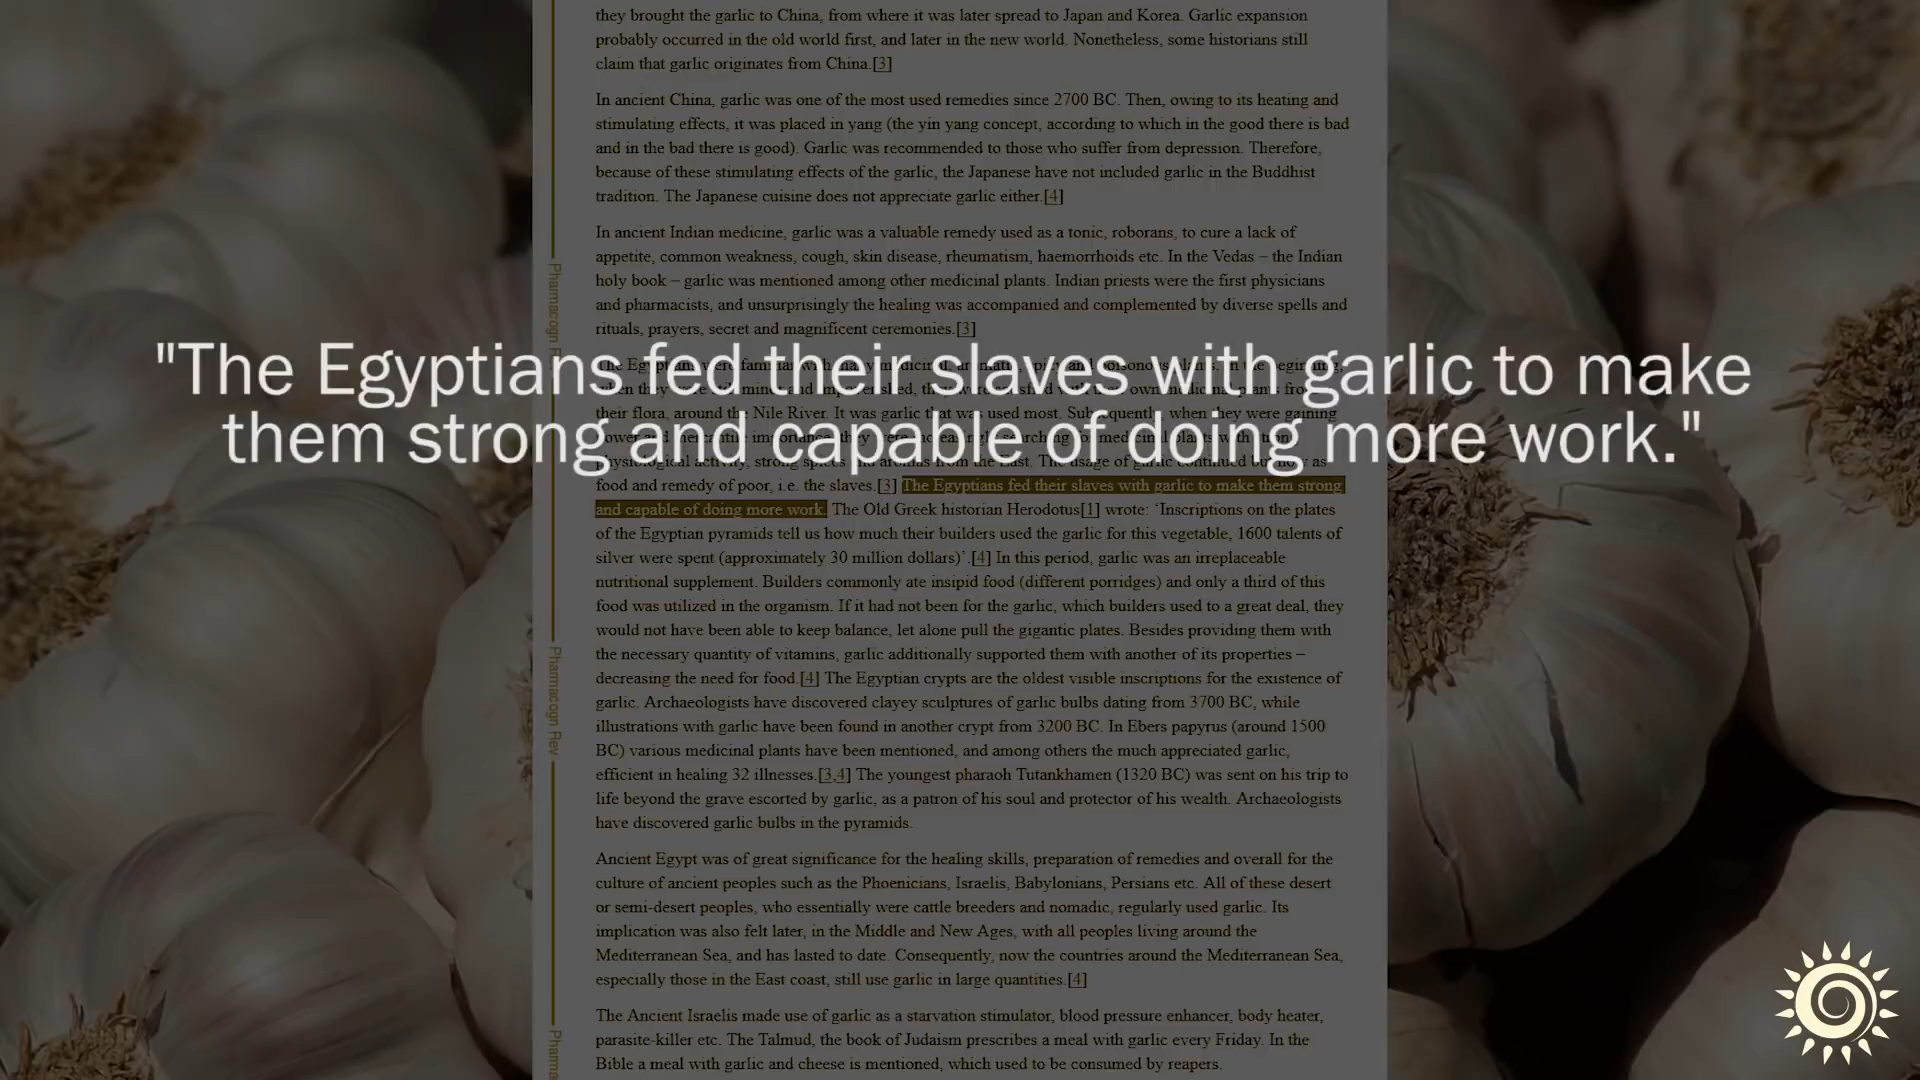 they brought the garlic to China, from where it was later spread to Japan and Korea. Garlic expansion
probably occurred in the old world first, and later in the new world. Nonetheless, some historians still
claim that garlic originates from China.[3]
In ancient China, garlic was one of the most used remedies since 2700 BC. Then, owing to its heating and
stimulating effects, it was placed in yang (the yin yang concept, according to which in the good there is bad
and in the bad there is good). Garlic was recommended to those who suffer from depression. Therefore,
because of these stimulating effects of the garlic, the Japanese have not included garlic in the Buddhist
tradition. The Japanese cuisine does not appreciate garlic either.[4]
In ancient Indian medicine, garlic was a valuable remedy used as a tonic, roborans, to cure a lack of
appetite, common weakness, cough, skin disease, rheumatism, haemorrhoids etc. In the Vedas – the Indian
holy book – garlic was mentioned among other medicinal plants. Indian priests were the first physicians
and pharmacists, and unsurprisingly the healing was accompanied and complemented by diverse spells and
rituals, prayers, secret and magnificent ceremonies.[3]
"The Egyptians fed their slaves with garlic to make
them strong and capable of doing more work."
their flora, around the Nile River. It was garlic that was used most. Subsequently, when they were gaining
physiological activity, strong spices and aromas from the East. The usage of garlic continued but now as
food and remedy of poor, i.e. the slaves.[3] The Egyptians fed their slaves with garlic to make them strong
and capable of doing more work. The Old Greek historian Herodotus[1] wrote: ‘Inscriptions on the plates
of the Egyptian pyramids tell us how much their builders used the garlic for this vegetable, 1600 talents of
silver were spent (approximately 30 million dollars)’.[4] In this period, garlic was an irreplaceable
nutritional supplement. Builders commonly ate insipid food (different porridges) and only a third of this
food was utilized in the organism. If it had not been for the garlic, which builders used to a great deal, they
would not have been able to keep balance, let alone pull the gigantic plates. Besides providing them with
the necessary quantity of vitamins, garlic additionally supported them with another of its properties –
decreasing the need for food.[4] The Egyptian crypts are the oldest visible inscriptions for the existence of
garlic. Archaeologists have discovered clayey sculptures of garlic bulbs dating from 3700 BC, while
illustrations with garlic have been found in another crypt from 3200 BC. In Ebers papyrus (around 1500
BC) various medicinal plants have been mentioned, and among others the much appreciated garlic,
efficient in healing 32 illnesses.[3,4] The youngest pharaoh Tutankhamen (1320 BC) was sent on his trip to
life beyond the grave escorted by garlic, as a patron of his soul and protector of his wealth. Archaeologists
have discovered garlic bulbs in the pyramids.
Ancient Egypt was of great significance for the healing skills, preparation of remedies and overall for the
culture of ancient peoples such as the Phoenicians, Israelis, Babylonians, Persians etc. All of these desert
or semi-desert peoples, who essentially were cattle breeders and nomadic, regularly used garlic. Its
implication was also felt later, in the Middle and New Ages, with all peoples living around the
Mediterranean Sea, and has lasted to date. Consequently, now the countries around the Mediterranean Sea,
especially those in the East coast, still use garlic in large quantities.[4]
The Ancient Israelis made use of garlic as a starvation stimulator, blood pressure enhancer, body heater,
parasite-killer etc. The Talmud, the book of Judaism prescribes a meal with garlic every Friday. In the
Bible a meal with garlic and cheese is mentioned, which used to be consumed by reapers.
Pharmacogn
Pharmacogn Rev
Pharma